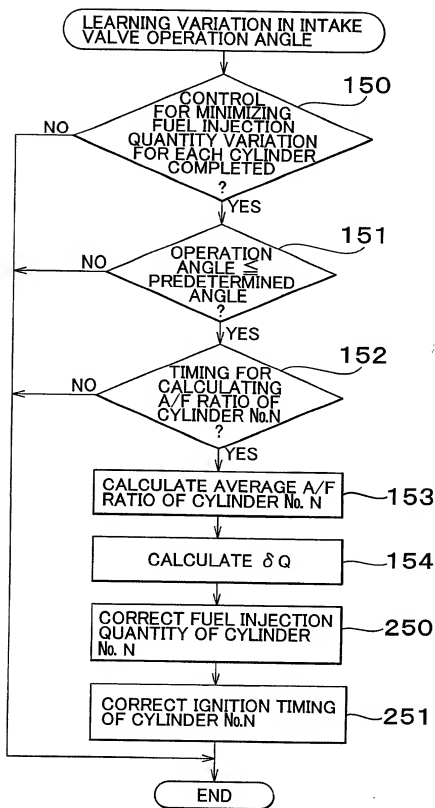 LEARNING VARIATION IN INTAKE
VALVE OPERATION ANGLE
150
CONTROL
FOR MINIMIZING
FUEL INJECTION
QUANTITY VARIATION
FOR EACH CYLINDER
COMPLETED
?
NO
YES
151
OPERATION
ANGLE ≦
PREDETERMINED
ANGLE
?
NO
YES
152
TIMING FOR
CALCULATING
A/F RATIO OF
CYLINDER No.N
?
NO
YES
CALCULATE AVERAGE A/F
RATIO OF CYLINDER No. N
153
CALCULATE δQ
154
CORRECT FUEL INJECTION
QUANTITY OF CYLINDER
No. N
250
CORRECT IGNITION TIMING
OF CYLINDER No.N
251
END